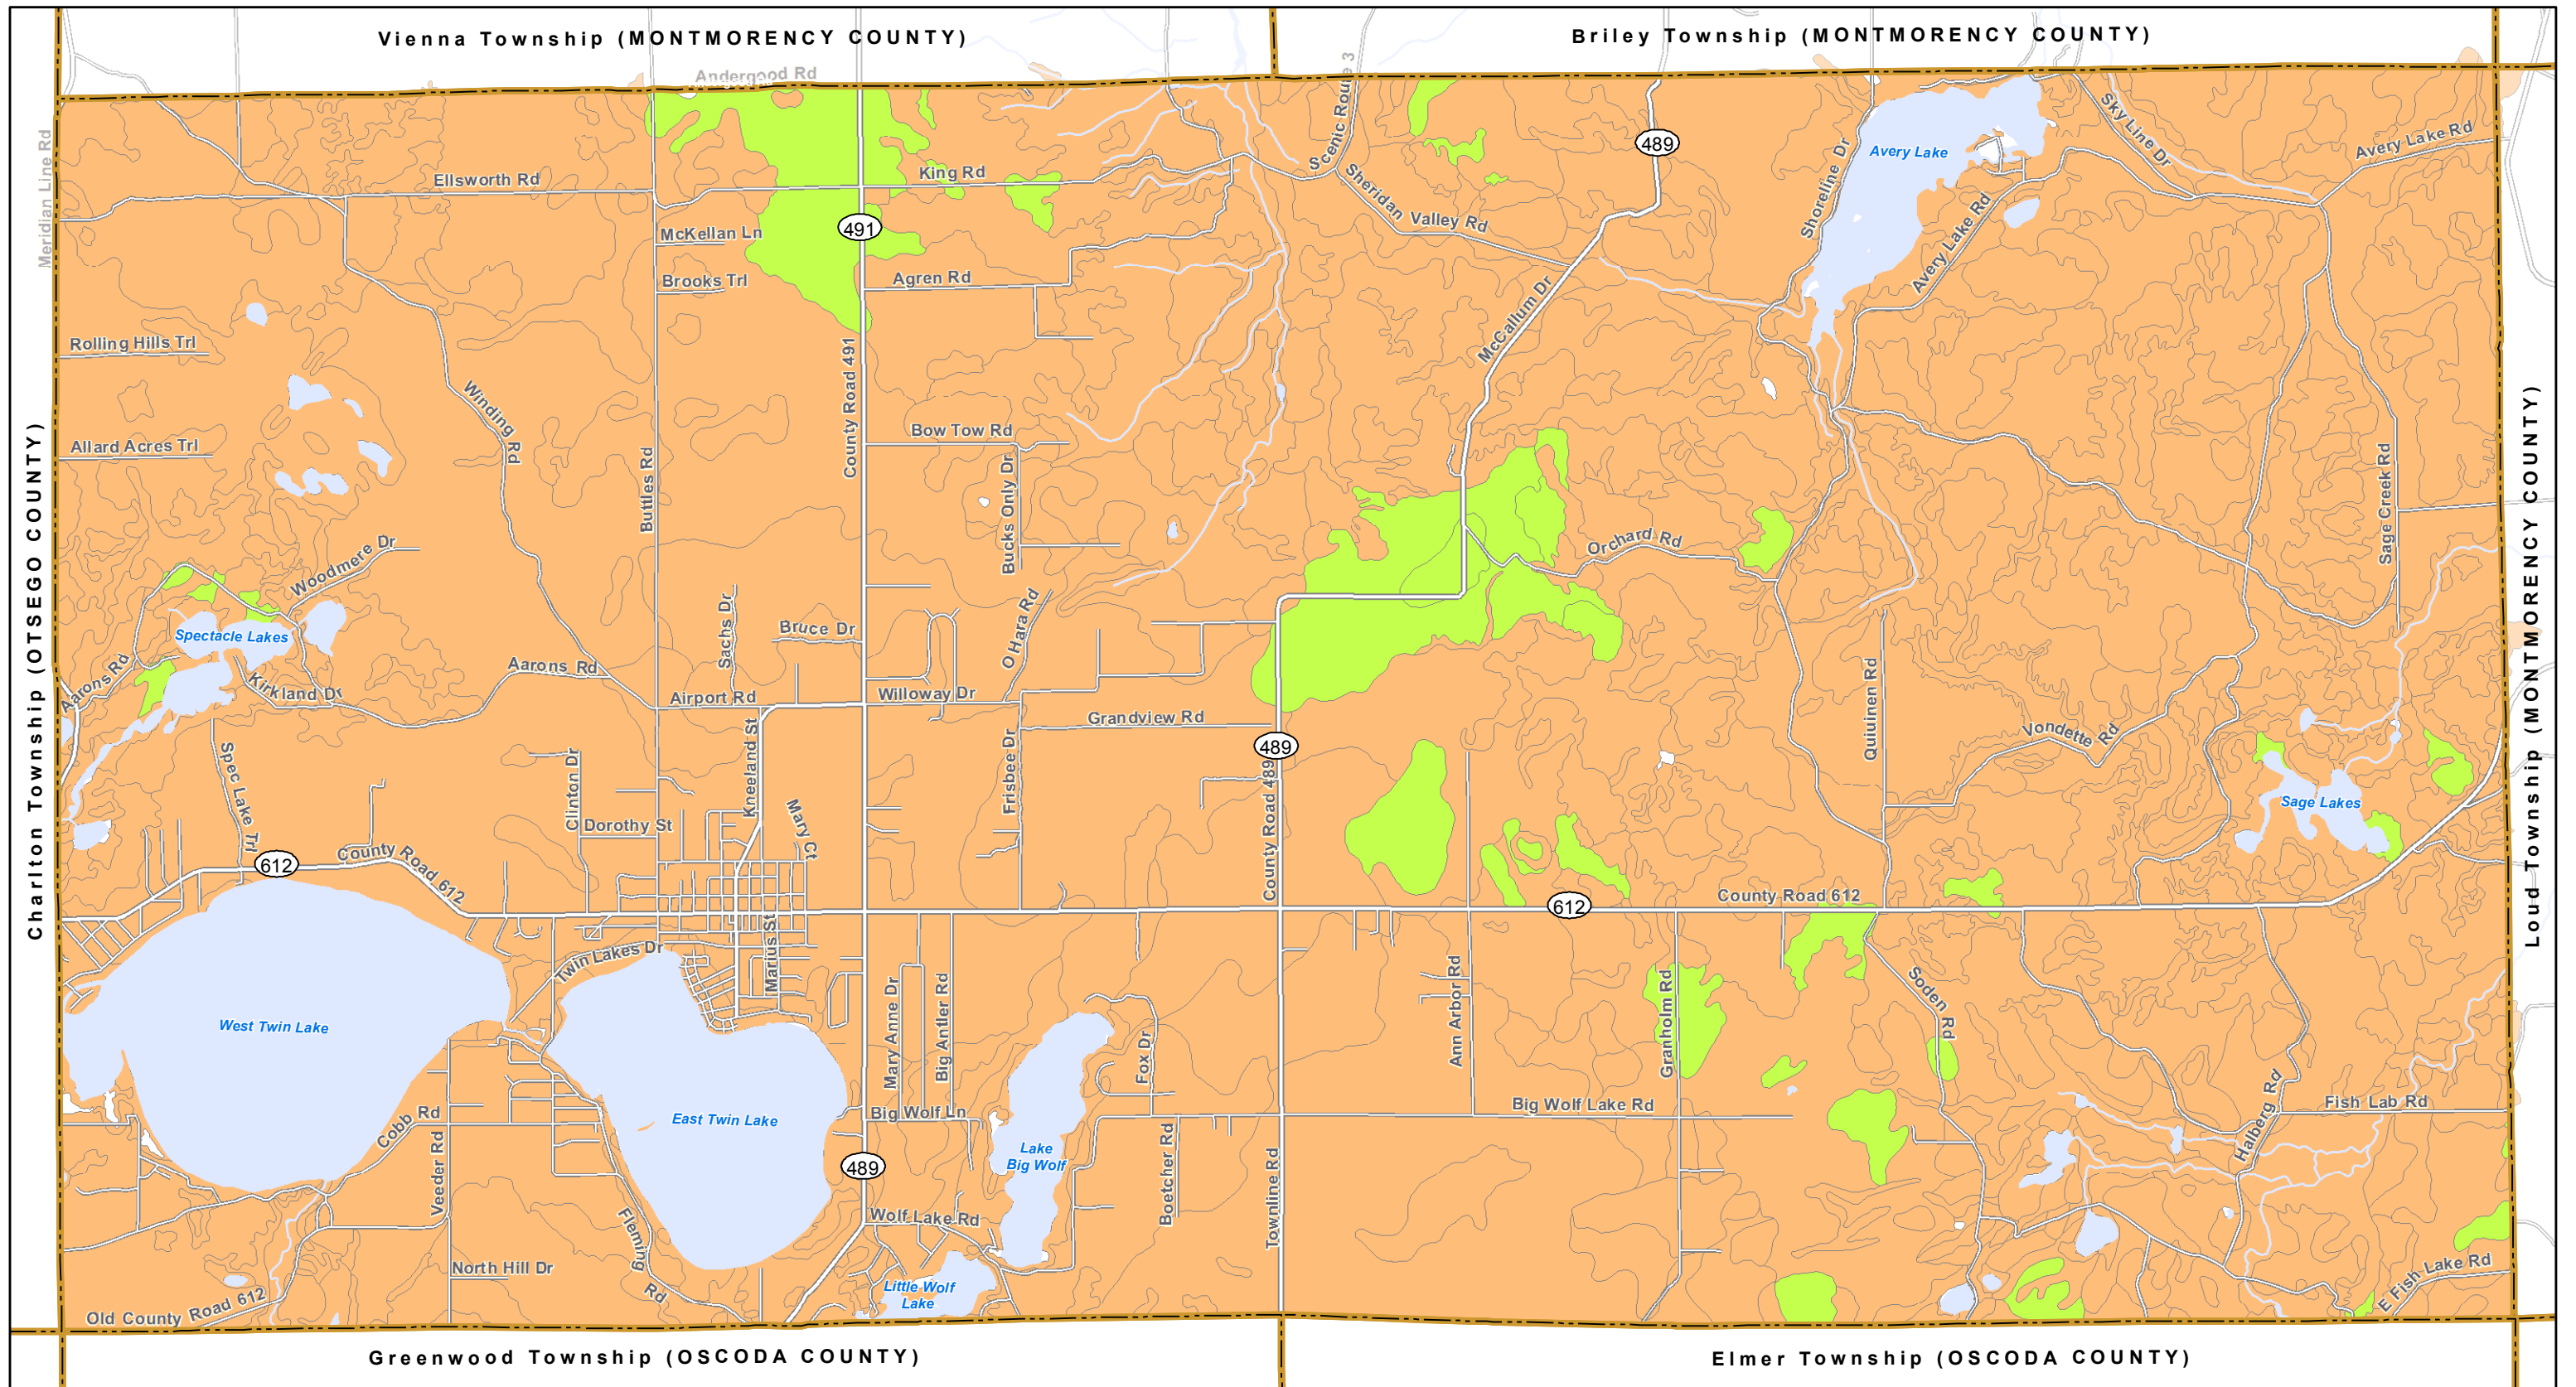 Vienna Township (MONTMORENCY COUNTY)
Briley Township (MONTMORENCY COUNTY)
Andergood Rd
Scenic Route 3
Meridian Line Rd
489
Sky Line Dr
Avery Lake Rd
Avery Lake
Shoreline Dr
Ellsworth Rd
King Rd
Sheridan Valley Rd
McKellan Ln
491
Avery Lake Rd
Brooks Trl
Agren Rd
McCallum Dr
Rolling Hills Trl
County Road 491
Winding Rd
Allard Acres Trl
Bow Tow Rd
Buttles Rd
Bucks Only Dr
Sage Creek Rd
Charlton Township (OTSEGO COUNTY)
Loud Township (MONTMORENCY COUNTY)
Woodmere Dr
Orchard Rd
Spectacle Lakes
Sachs Dr
Bruce Dr
O Hara Rd
Aarons Rd
Aarons Rd
Kirkland Dr
Airport Rd
Willoway Dr
Grandview Rd
Quiuinen Rd
Vondette Rd
489
Spec Lake Trl
Clinton Dr
Kneeland St
Mary Ct
Frisbee Dr
County Road 489
Dorothy St
Sage Lakes
612
County Road 612
County Road 612
612
Twin Lakes Dr
Marius St
Mary Anne Dr
Big Antler Rd
Fox Dr
Ann Arbor Rd
Granholm Rd
Soden Rd
West Twin Lake
East Twin Lake
Cobb Rd
Big Wolf Ln
Big Wolf Lake Rd
Halberg Rd
Fish Lab Rd
Veeder Rd
489
Lake
Big Wolf
Boetcher Rd
Townline Rd
Fleming Rd
Wolf Lake Rd
North Hill Dr
Little Wolf
Lake
E Fish Lake Rd
Old County Road 612
Greenwood Township (OSCODA COUNTY)
Elmer Township (OSCODA COUNTY)